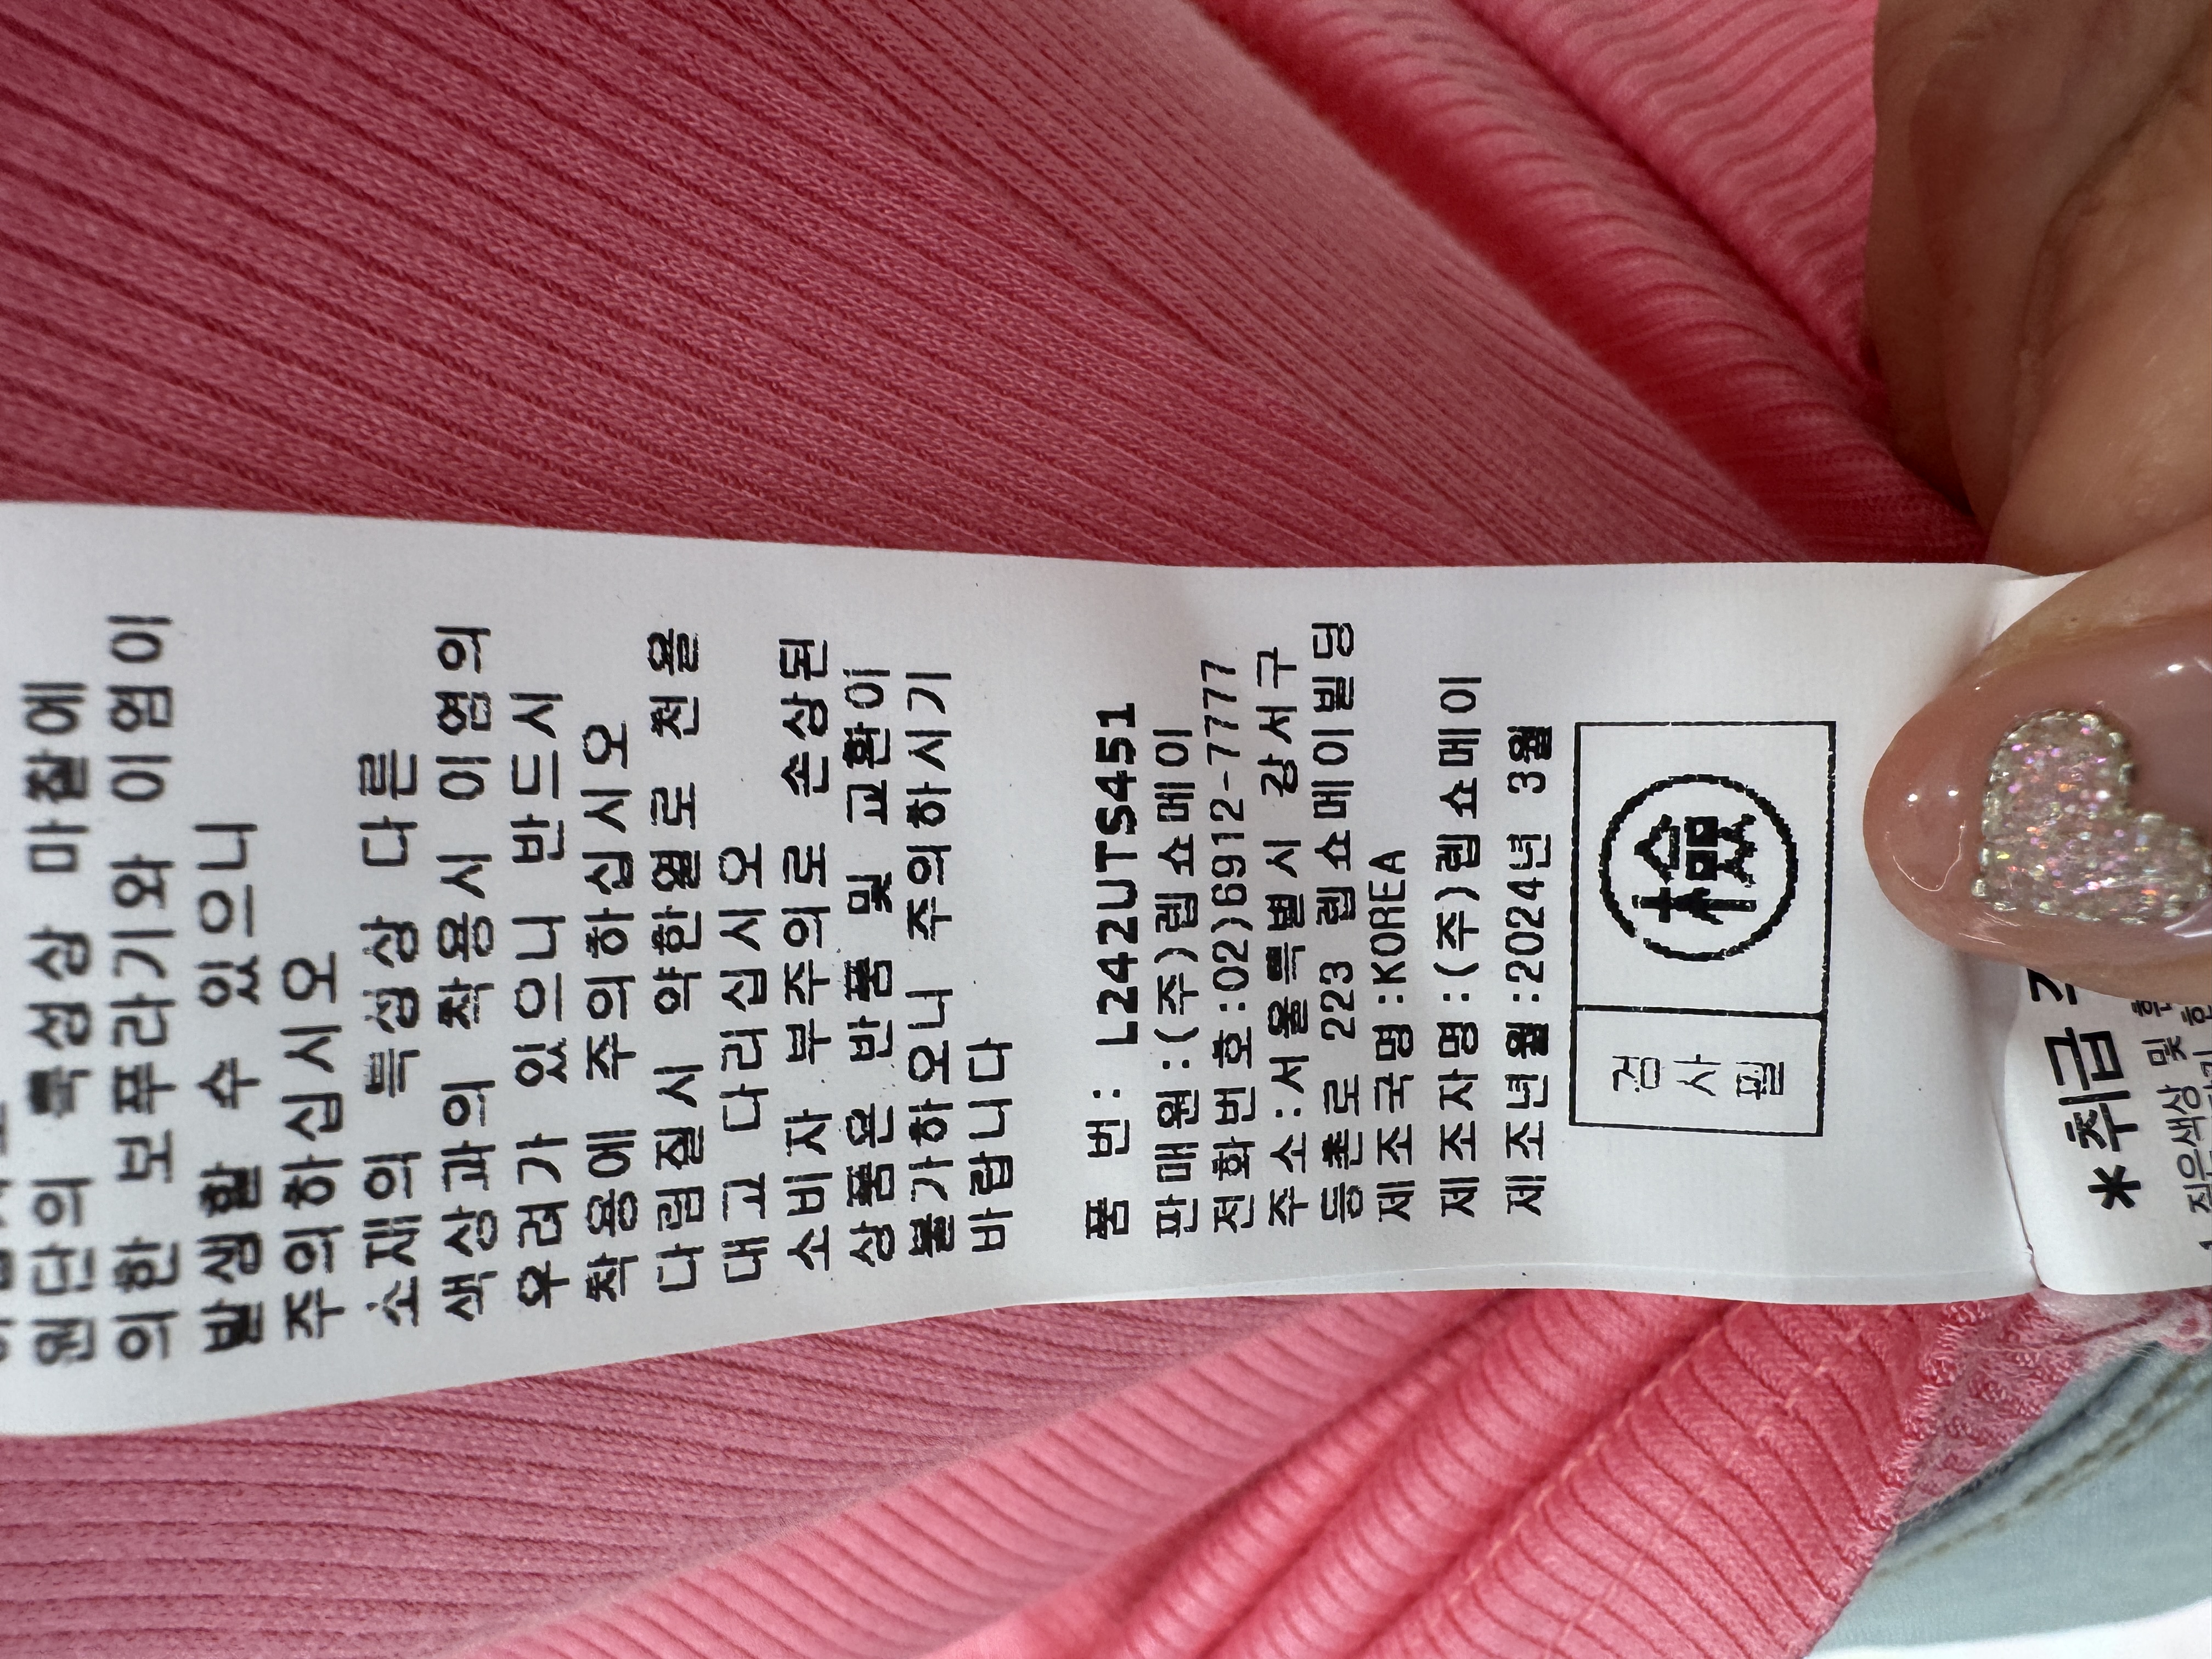 원단의 특성상 마찰에
의한 보푸라기와 이염이
발생할 수 있으니
주의하십시오
소재의 특성상 다른
색상과의 착용시 이염의
우려가 있으니 반드시
착용에 주의하십시오
다림질시 약한열로 천을
대고 다리십시오
소비자 부주의로 손상된
상품은 반품 및 교환이
불가하오니 주의하시기
바랍니다
품 번: L242UTS451
판매원:(주)렙쇼메이
전화번호:02)6912-7777
주소:서울특별시 강서구
등촌로 223 렙쇼메이빌딩
제조국명:KOREA
제조자명:(주)렙쇼메이
제조년월:2024년 3월
검사필
檢
*취급
짙은색상 및